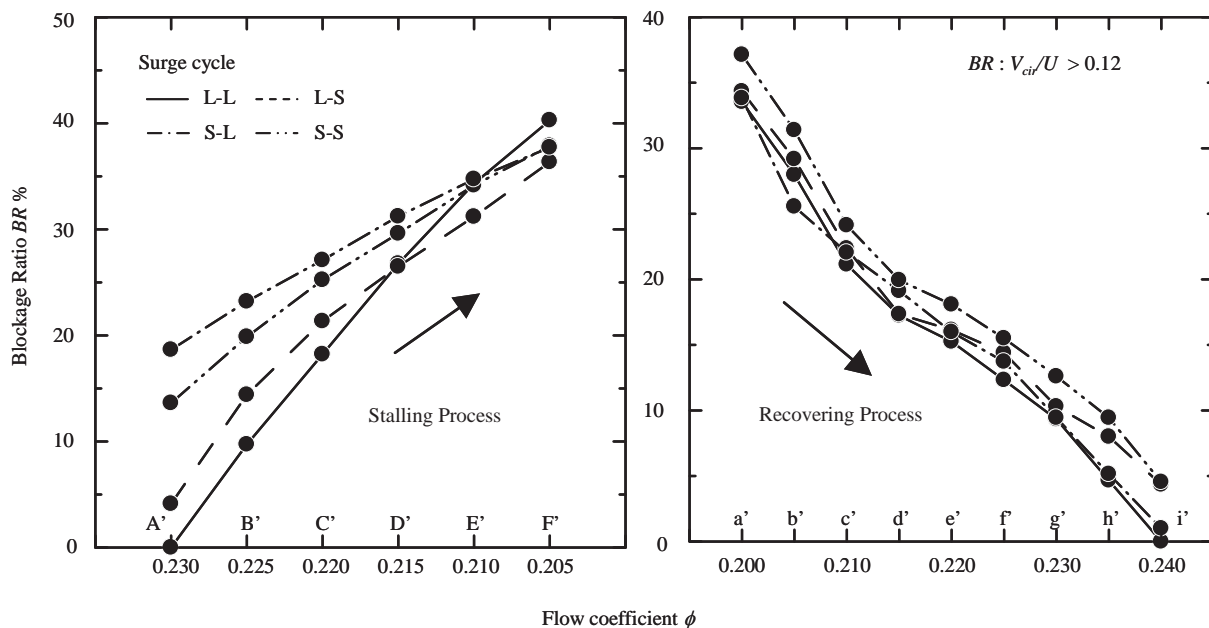 50
40
30
20
10
0
Blockage Ratio BR %
Surge cycle
L-L L-S
S-L S-S
Stalling Process
A’ B’ C’ D’ E’ F’
0.230 0.225 0.220 0.215 0.210 0.205
40
30
20
10
0
BR : Vcir/U > 0.12
Recovering Process
a’ b’ c’ d’ e’ f’ g’ h’ i’
0.200 0.210 0.220 0.230 0.240
Flow coefficient ϕ